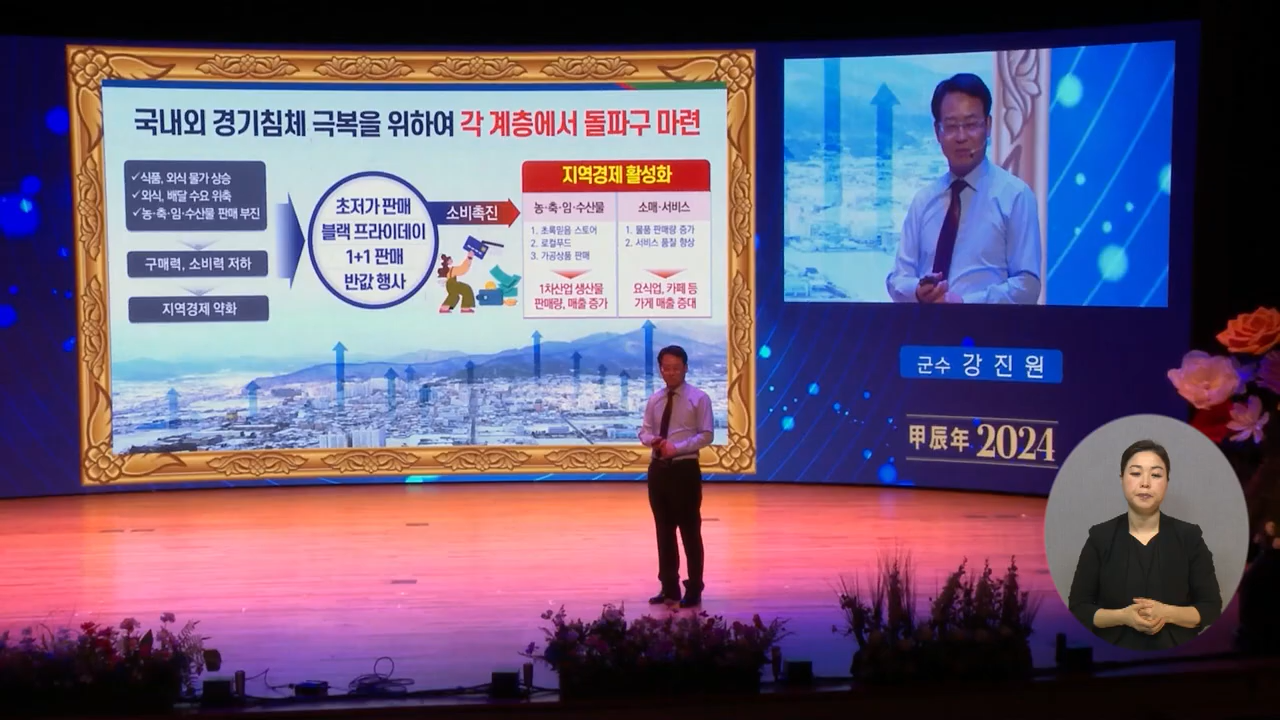 국내외 경기침체 극복을 위하여 각 계층에서 돌파구 마련
✓식품, 외식 물가 상승
✓외식, 배달 수요 위축
✓농·축·임·수산물 판매 부진
구매력, 소비력 저하
지역경제 약화
초저가 판매
블랙 프라이데이
1+1 판매
반값 행사
소비촉진
지역경제 활성화
농·축·임·수산물
1. 초록믿음 스토어
2. 로컬푸드
3. 가공상품 판매
1차산업 생산물
판매량, 매출 증가
소매·서비스
1. 물품 판매량 증가
2. 서비스 품질 향상
요식업, 카페 등
가게 매출 증대
군수 강진원
甲辰年 2024